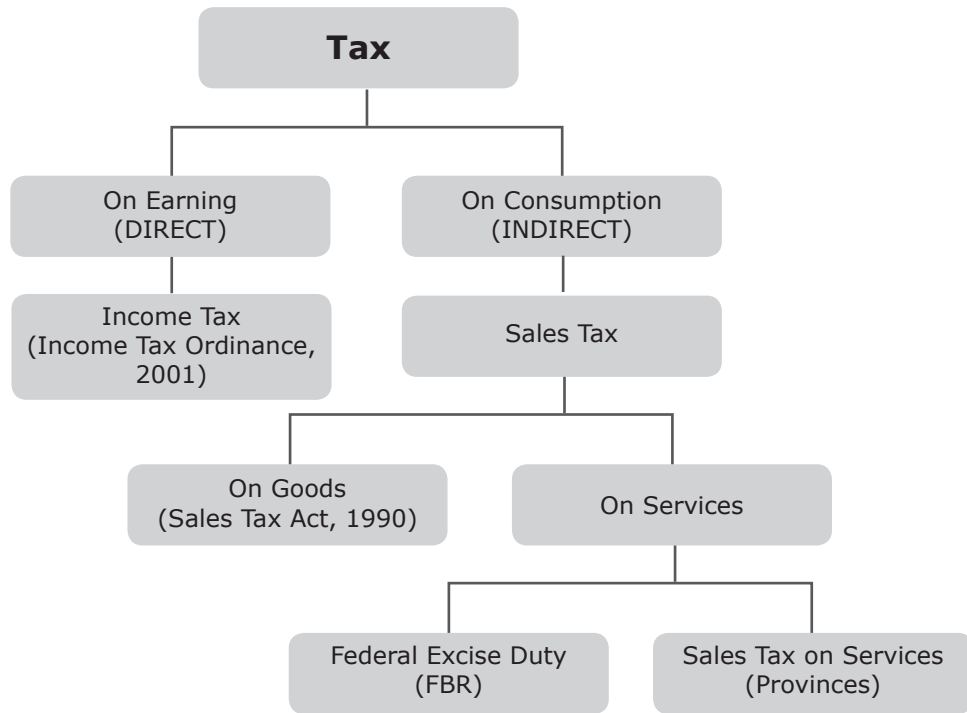 Tax
On Earning
(DIRECT)
On Consumption
(INDIRECT)
Income Tax
(Income Tax Ordinance,
2001)
Sales Tax
On Goods
(Sales Tax Act, 1990)
On Services
Federal Excise Duty
(FBR)
Sales Tax on Services
(Provinces)